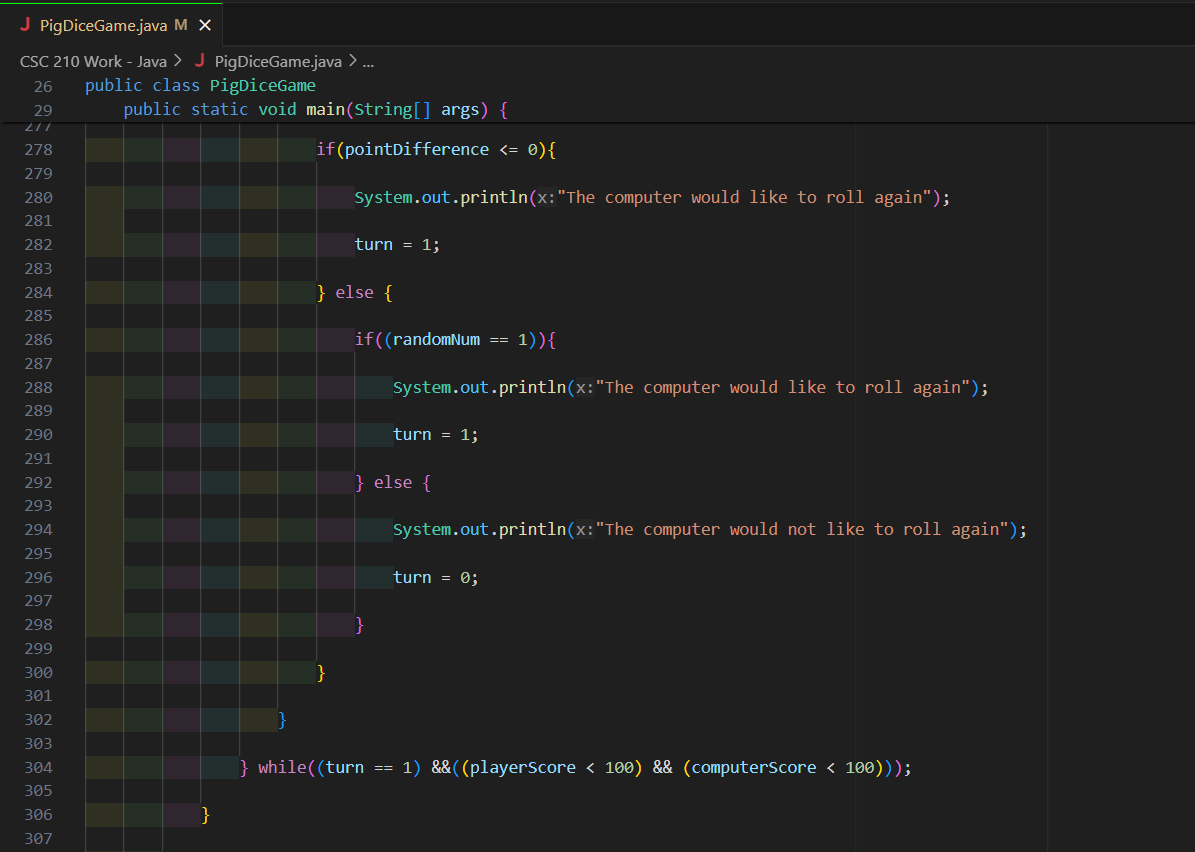 J PigDiceGame.java M ×
CSC 210 Work - Java > J PigDiceGame.java > ...
26 public class PigDiceGame
29 public static void main(String[] args) {
277
278 if(pointDifference <= 0){
279
280 System.out.println(x:"The computer would like to roll again");
281
282 turn = 1;
283
284 } else {
285
286 if((randomNum == 1)){
287
288 System.out.println(x:"The computer would like to roll again");
289
290 turn = 1;
291
292 } else {
293
294 System.out.println(x:"The computer would not like to roll again");
295
296 turn = 0;
297
298 }
299
300 }
301
302 }
303
304 } while((turn == 1) &&((playerScore < 100) && (computerScore < 100)));
305
306 }
307